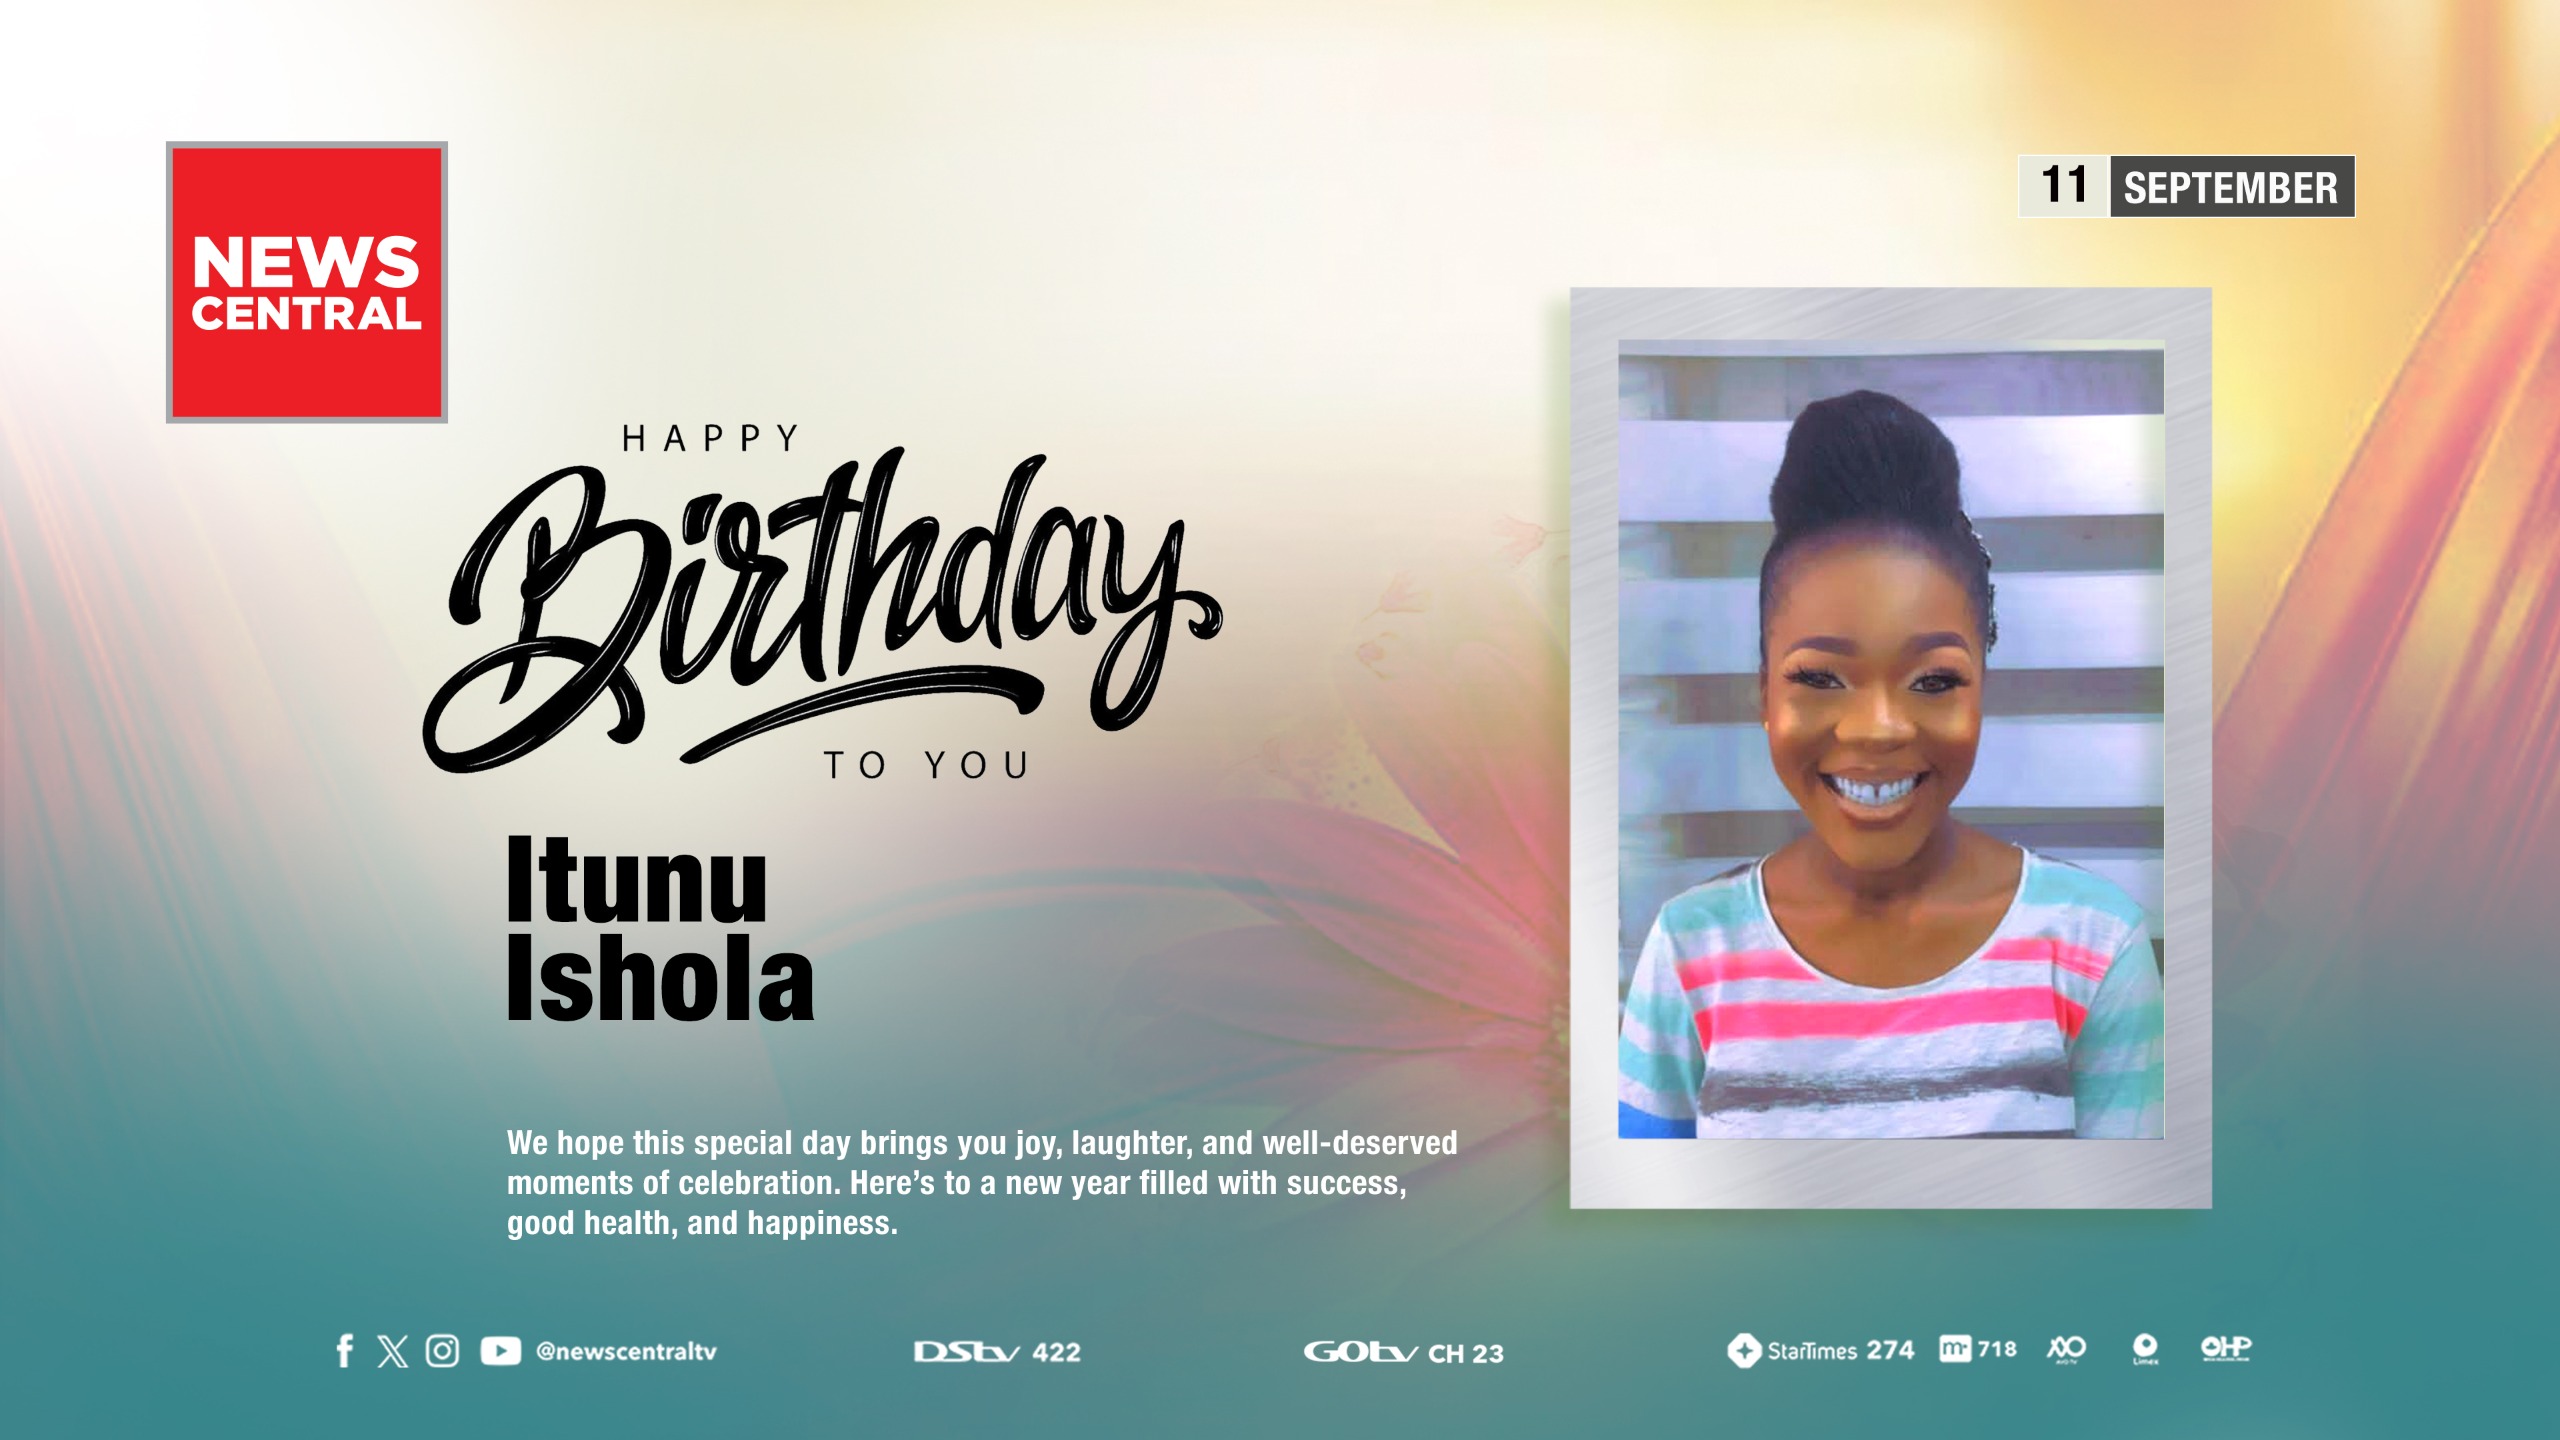 NEWS
CENTRAL
11 SEPTEMBER
HAPPY
Birthday
TO YOU
Itunu
Ishola
We hope this special day brings you joy, laughter, and well-deserved
moments of celebration. Here’s to a new year filled with success,
good health, and happiness.
@newscentraltv
DStv 422
GOtv CH 23
StarTimes 274
718
Limex
OHP